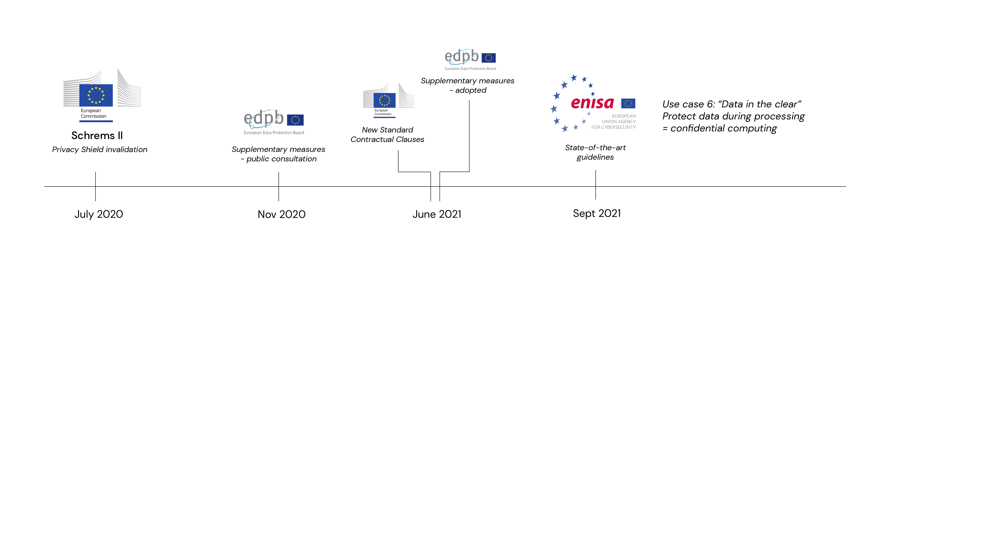 European
Commission
Schrems II
Privacy Shield invalidation
July 2020
edpb
European Data Protection Board
Supplementary measures
- public consultation
Nov 2020
European
Commission
New Standard
Contractual Clauses
edpb
European Data Protection Board
Supplementary measures
- adopted
June 2021
enisa
EUROPEAN
UNION AGENCY
FOR CYBERSECURITY
State-of-the-art
guidelines
Sept 2021
Use case 6: “Data in the clear”
Protect data during processing
= confidential computing